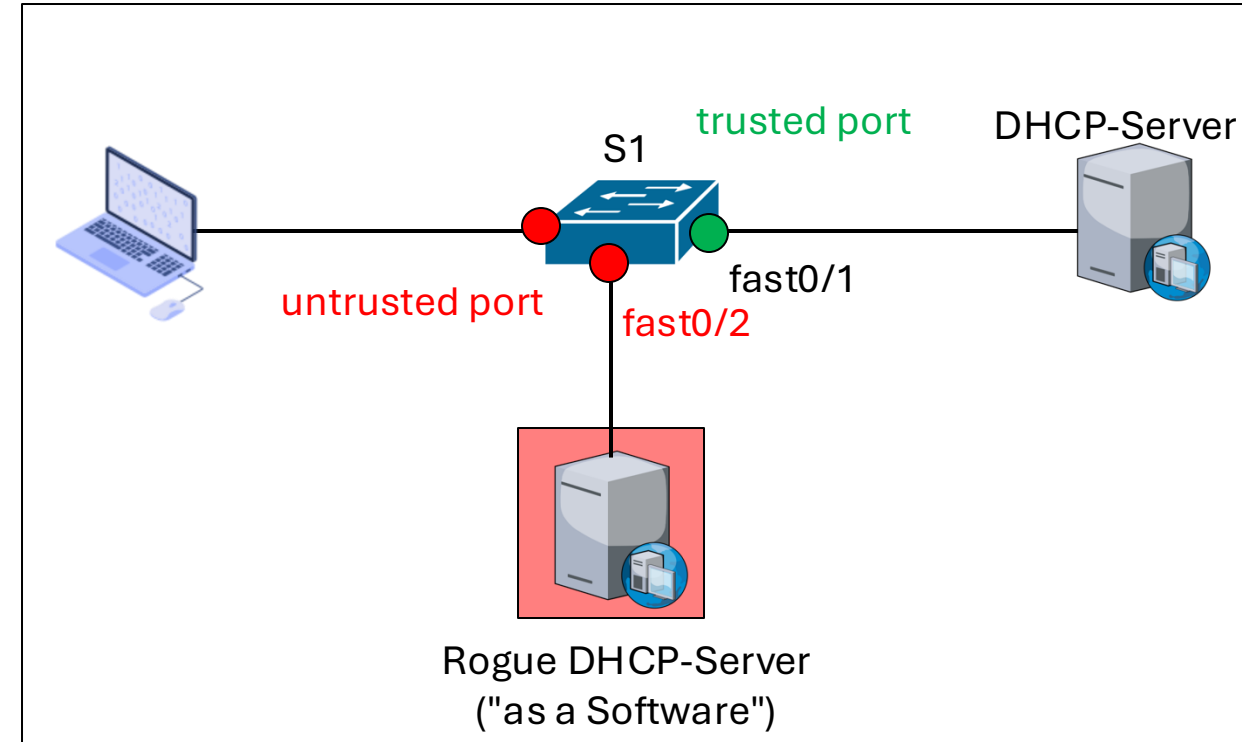 trusted port
DHCP-Server
S1
fast0/1
untrusted port
fast0/2
Rogue DHCP-Server
("as a Software")